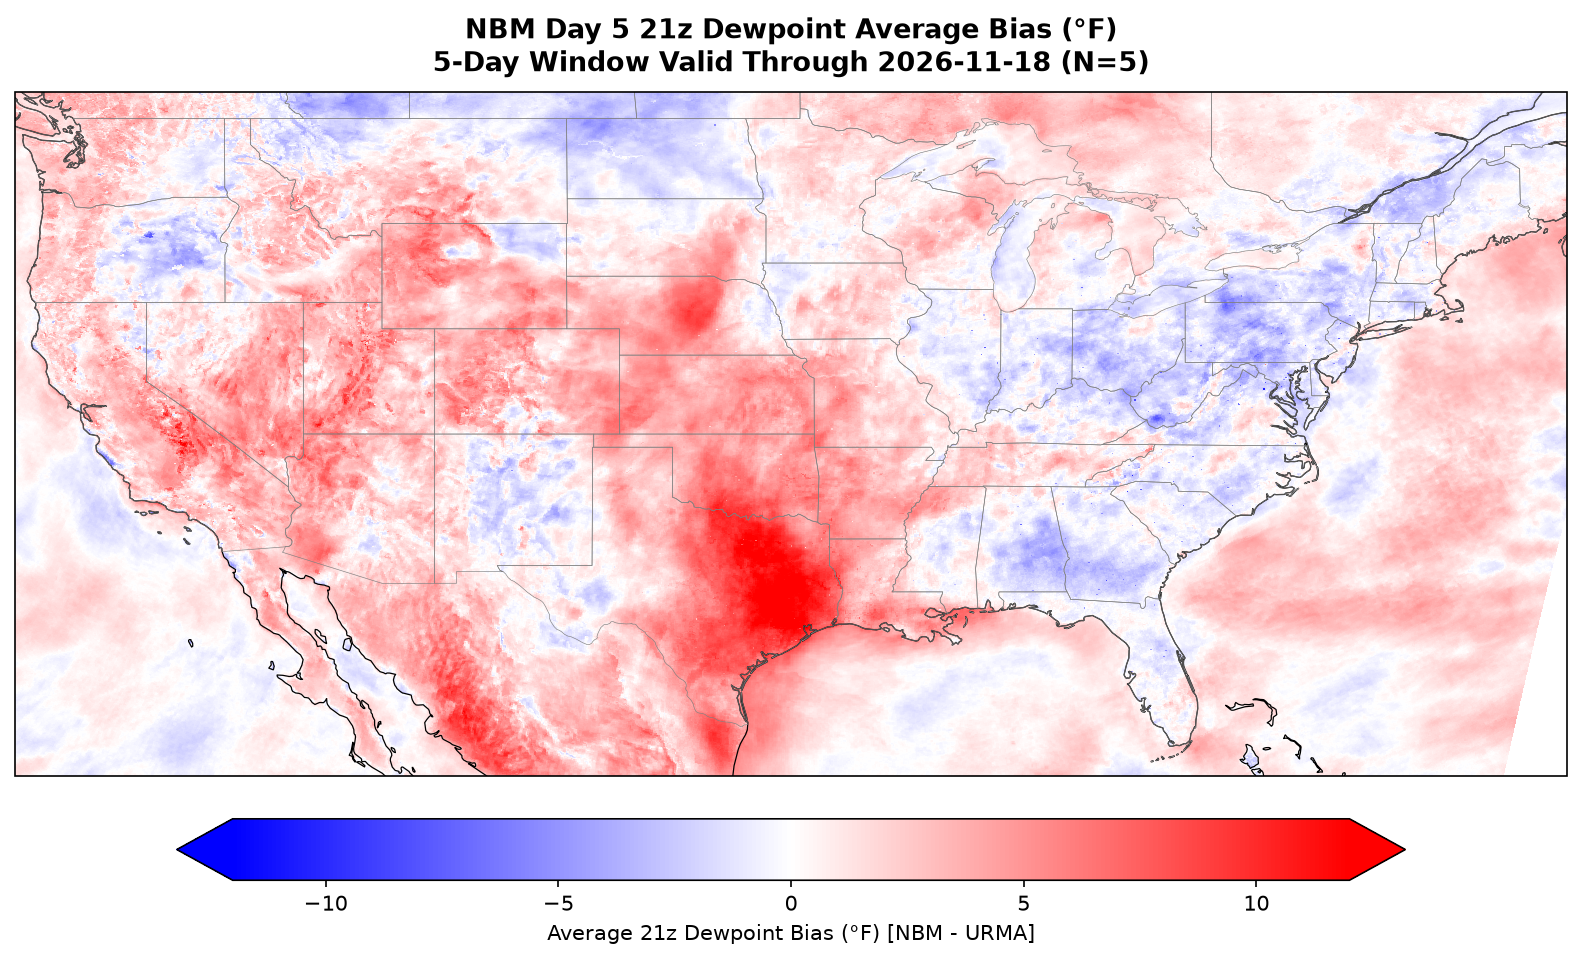 NBM Day 5 21z Dewpoint Average Bias (°F)
5-Day Window Valid Through 2026-11-18 (N=5)
−10 −5 0 5 10
Average 21z Dewpoint Bias (°F) [NBM - URMA]